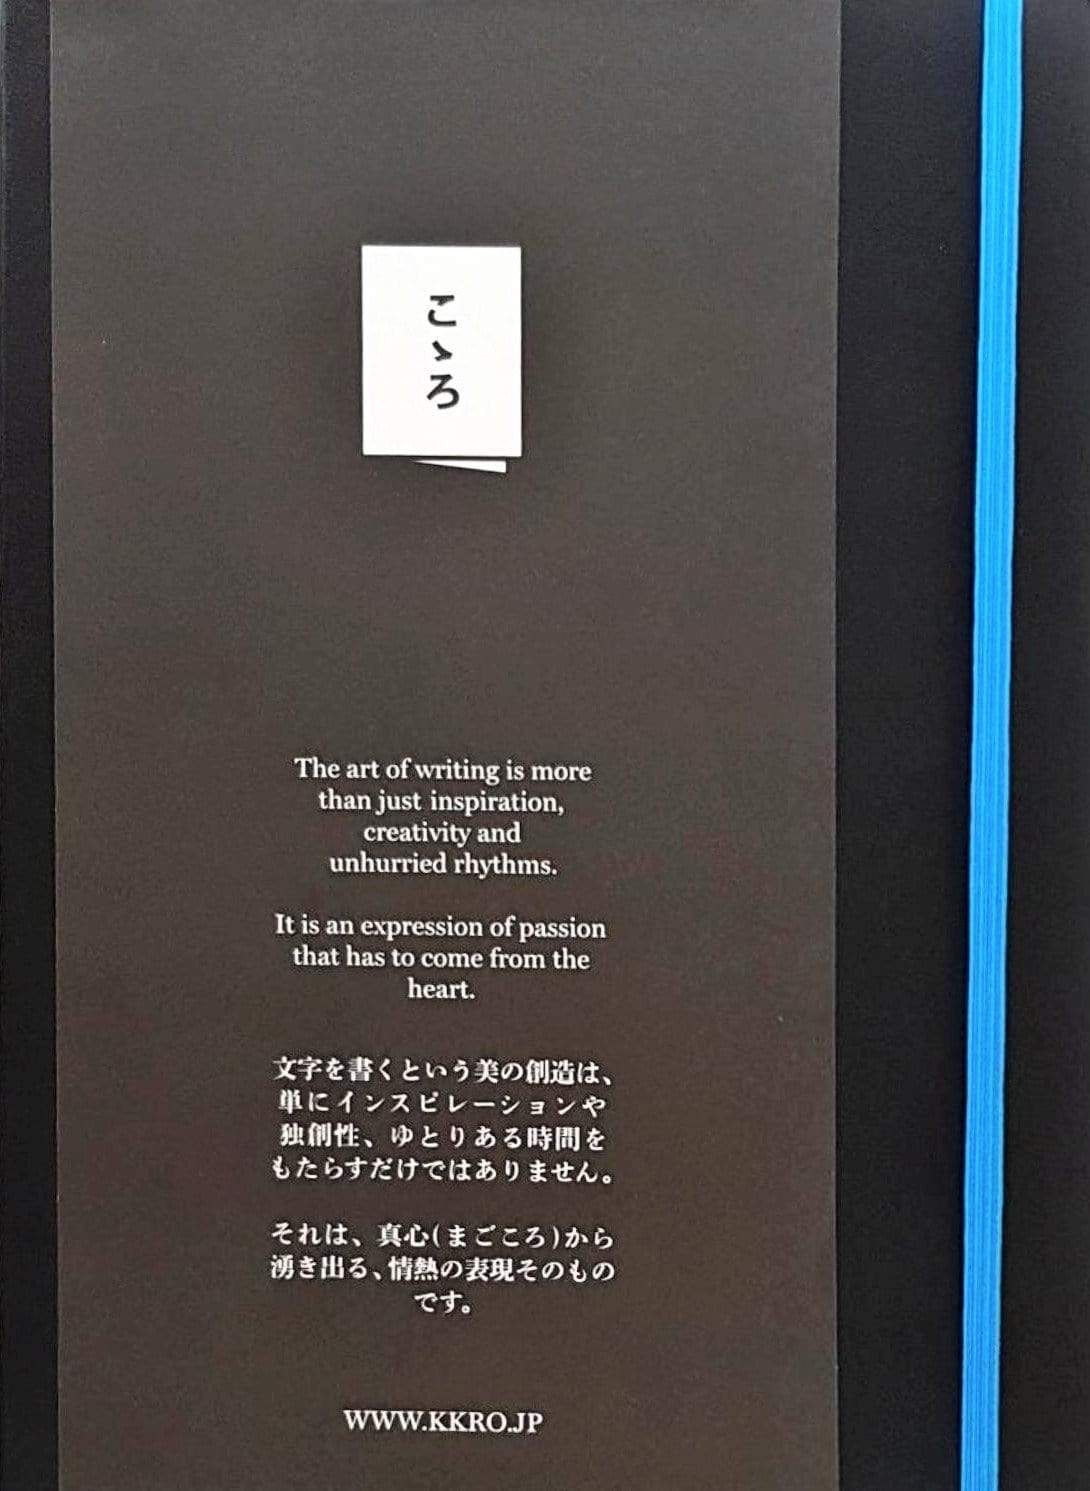 こゝろ
The art of writing is more
than just inspiration,
creativity and
unhurried rhythms.
It is an expression of passion
that has to come from the
heart.
文字を書くという美の創造は、
単にインスピレーションや
独創性、ゆとりある時間を
もたらすだけではありません。
それは、真心(まごころ)から
湧き出る、情熱の表現そのもの
です。
WWW.KKRO.JP